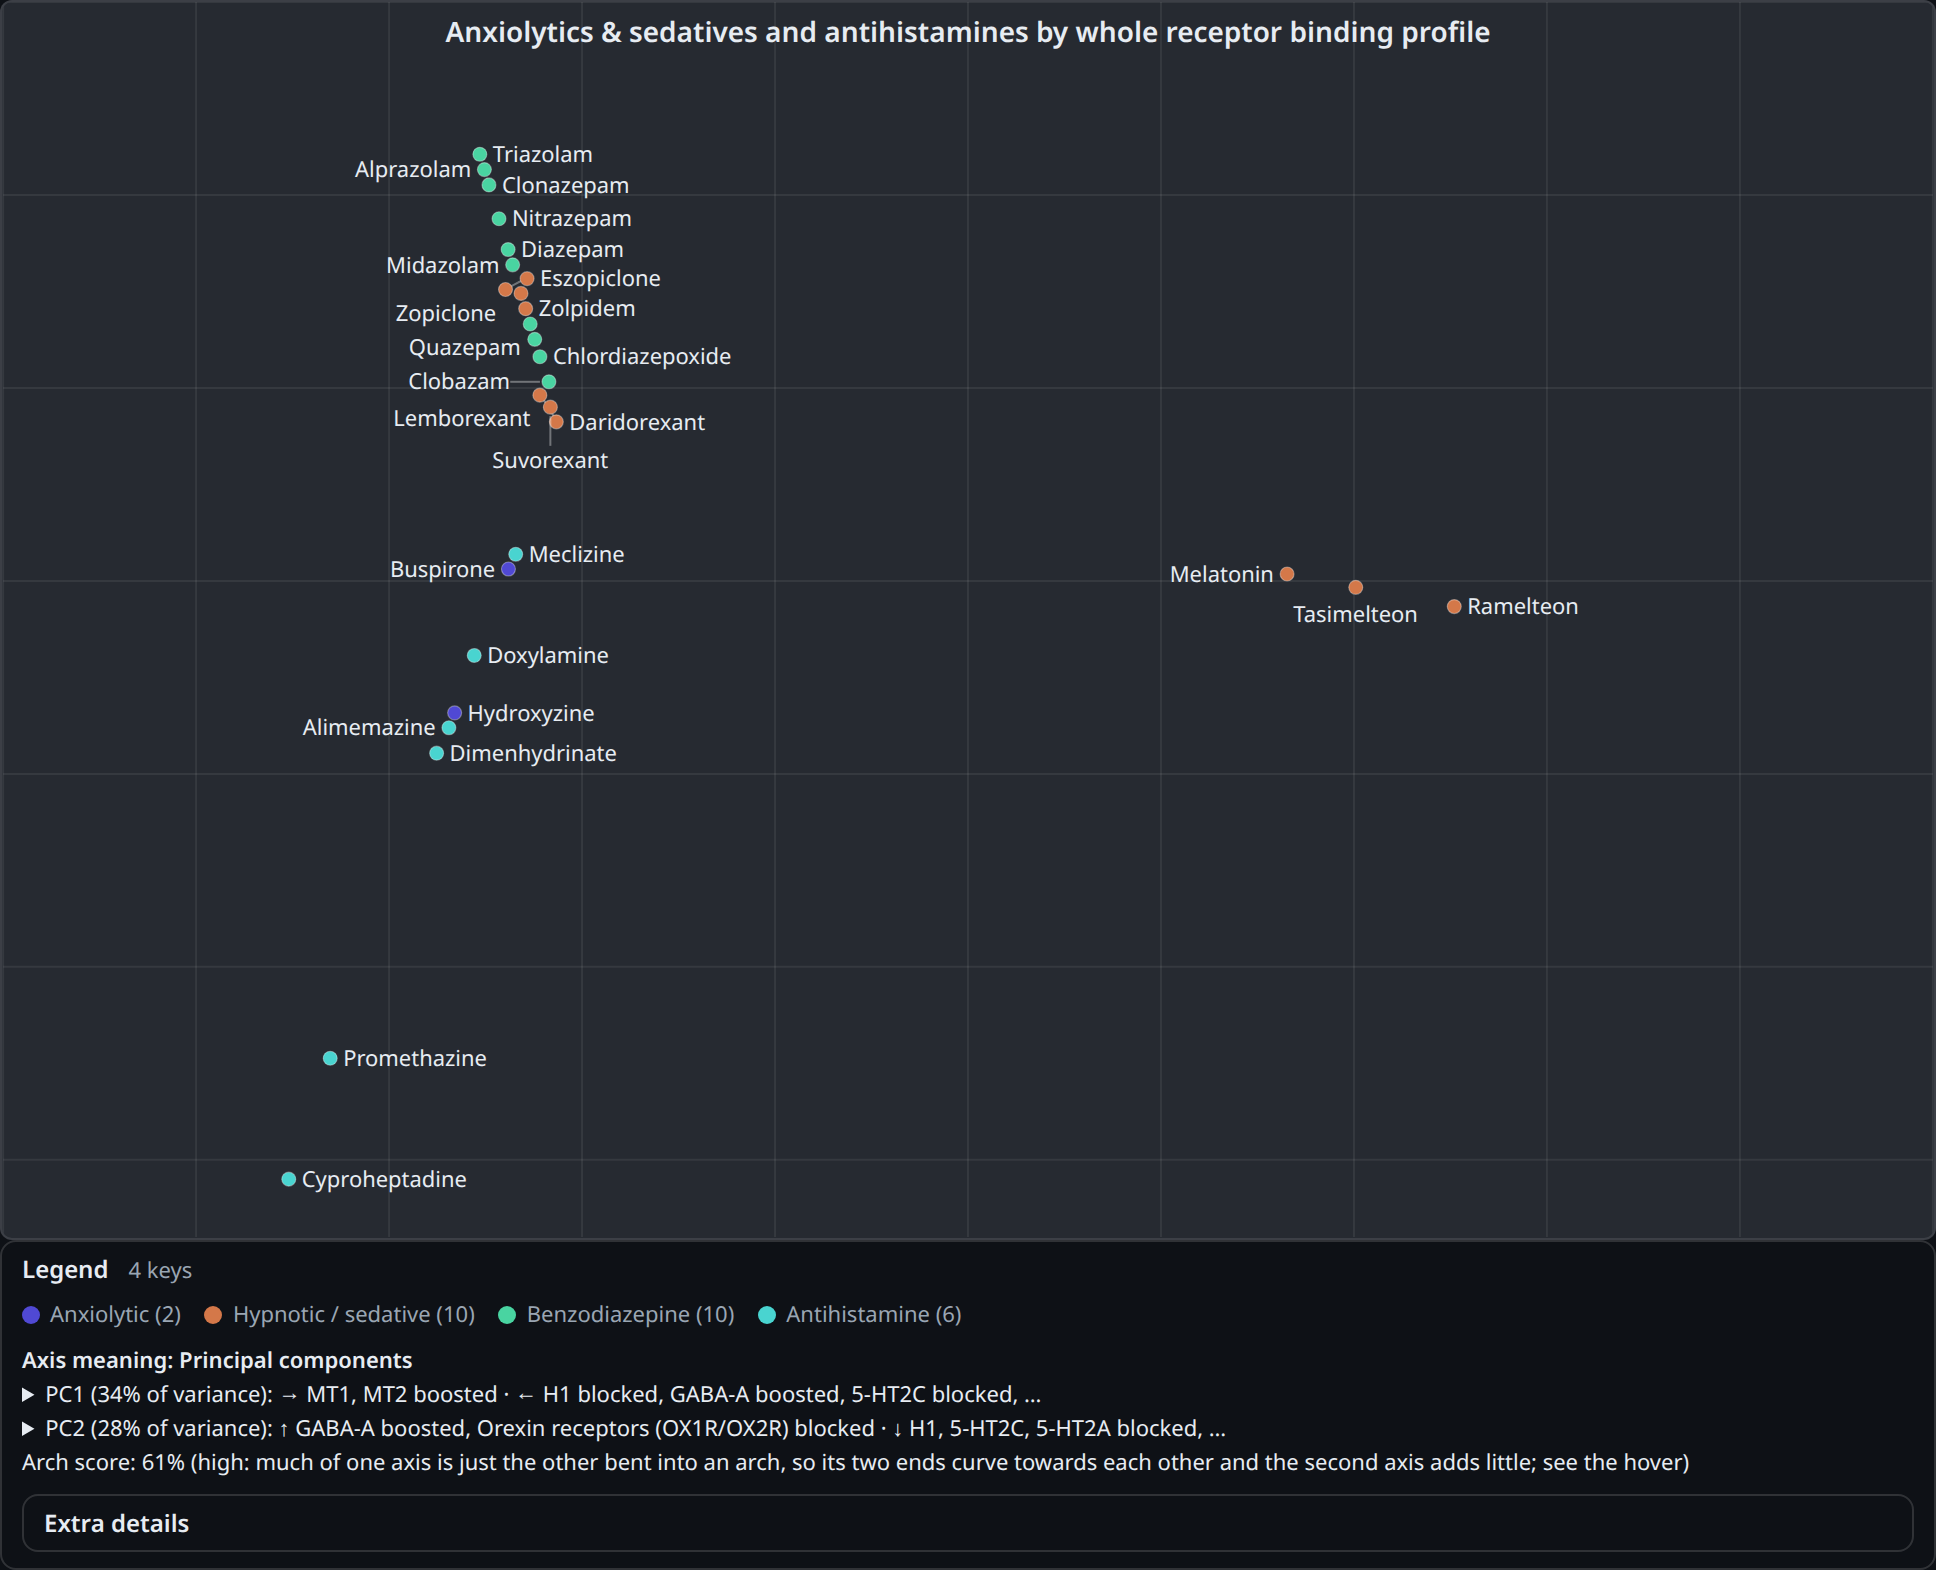 Anxiolytics & sedatives and antihistamines by whole receptor binding profile
Triazolam
Alprazolam
Clonazepam
Nitrazepam
Diazepam
Midazolam
Eszopiclone
Zolpidem
Zopiclone
Quazepam
Chlordiazepoxide
Clobazam
Lemborexant
Daridorexant
Suvorexant
Meclizine
Buspirone
Melatonin
Tasimelteon
Ramelteon
Doxylamine
Hydroxyzine
Alimemazine
Dimenhydrinate
Promethazine
Cyproheptadine
Legend 4 keys
Anxiolytic (2) Hypnotic / sedative (10) Benzodiazepine (10) Antihistamine (6)
Axis meaning: Principal components
▶ PC1 (34% of variance): → MT1, MT2 boosted · ← H1 blocked, GABA-A boosted, 5-HT2C blocked, ...
▶ PC2 (28% of variance): ↑ GABA-A boosted, Orexin receptors (OX1R/OX2R) blocked · ↓ H1, 5-HT2C, 5-HT2A blocked, ...
Arch score: 61% (high: much of one axis is just the other bent into an arch, so its two ends curve towards each other and the second axis adds little; see the hover)
Extra details